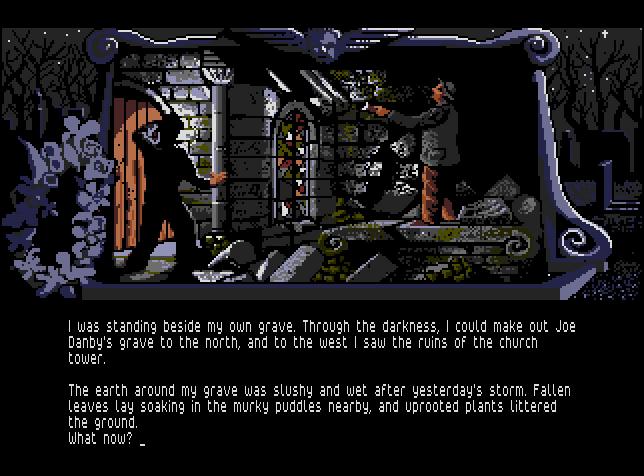 I was standing beside my own grave. Through the darkness, I could make out Joe
Danby's grave to the north, and to the west I saw the ruins of the church
tower.
The earth around my grave was slushy and wet after yesterday's storm. Fallen
leaves lay soaking in the murky puddles nearby, and uprooted plants littered
the ground.
What now? _